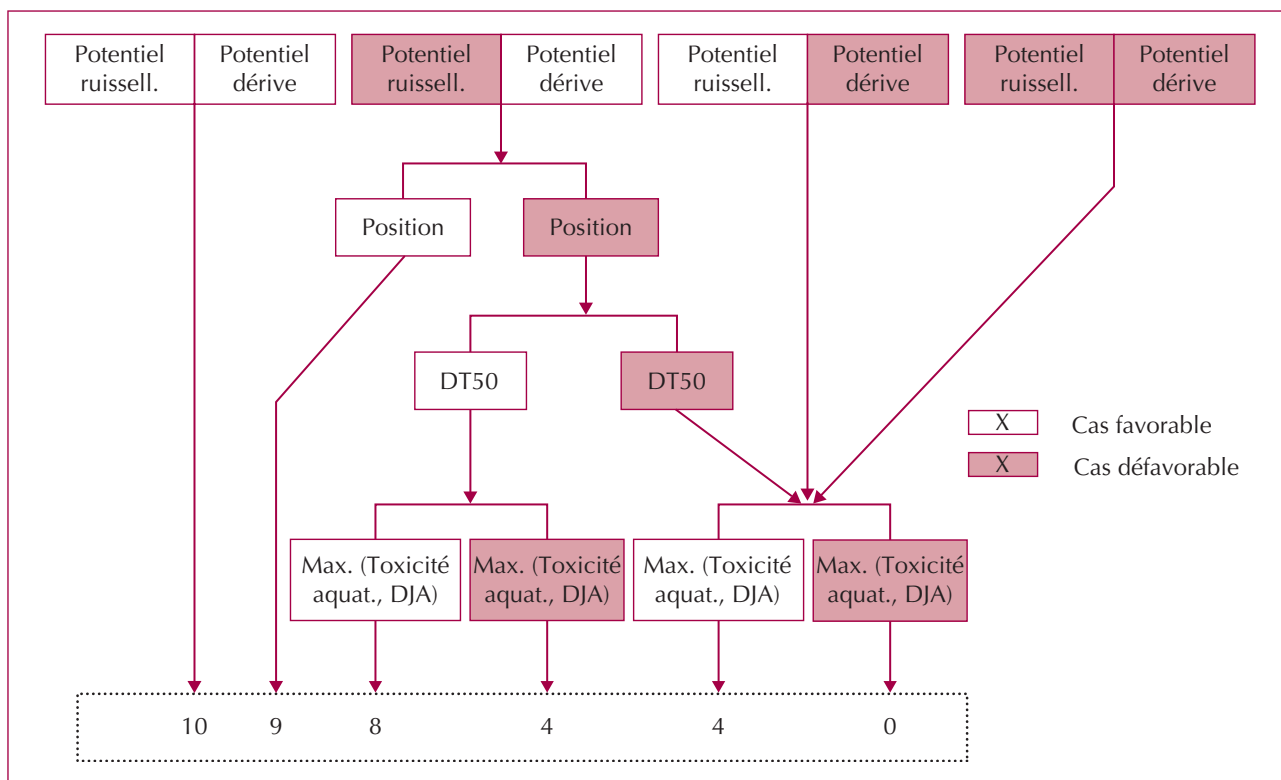 Potentiel ruissell.
Potentiel dérive
Potentiel ruissell.
Potentiel dérive
Potentiel ruissell.
Potentiel dérive
Potentiel ruissell.
Potentiel dérive
Position
Position
DT50
DT50
X Cas favorable
X Cas défavorable
Max. (Toxicité
aquat., DJA)
Max. (Toxicité
aquat., DJA)
Max. (Toxicité
aquat., DJA)
Max. (Toxicité
aquat., DJA)
10 9 8 4 4 0